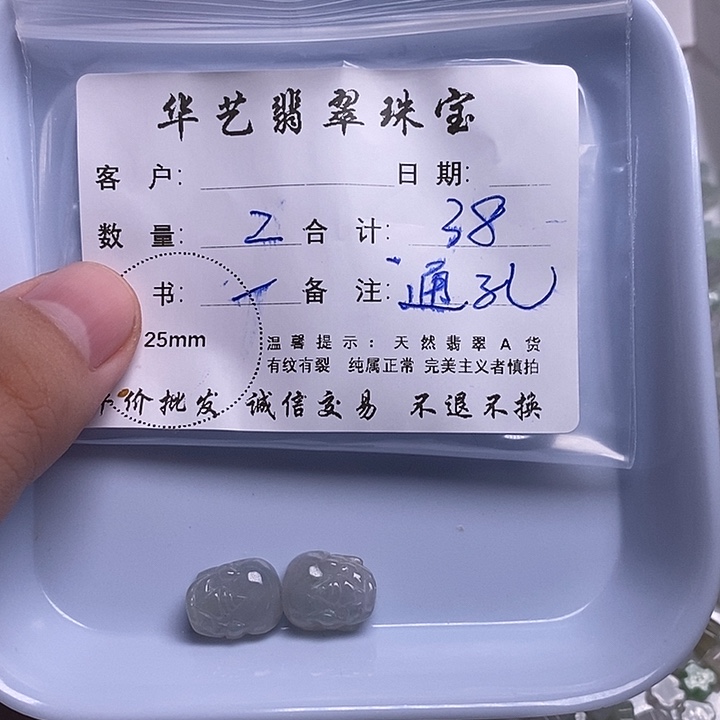 华艺翡翠珠宝
客 户: 日 期:
数 量: 2 合 计: 38
书: 备 注: 通孔
25mm
温馨提示: 天然翡翠A货
有纹有裂 纯属正常 完美主义者慎拍
价批发 诚信交易 不退不换